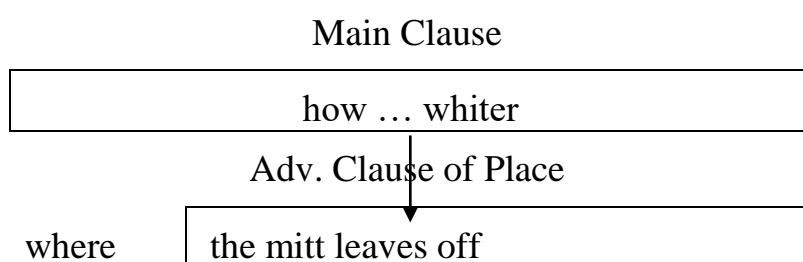 Main Clause
how … whiter
Adv. Clause of Place
where the mitt leaves off